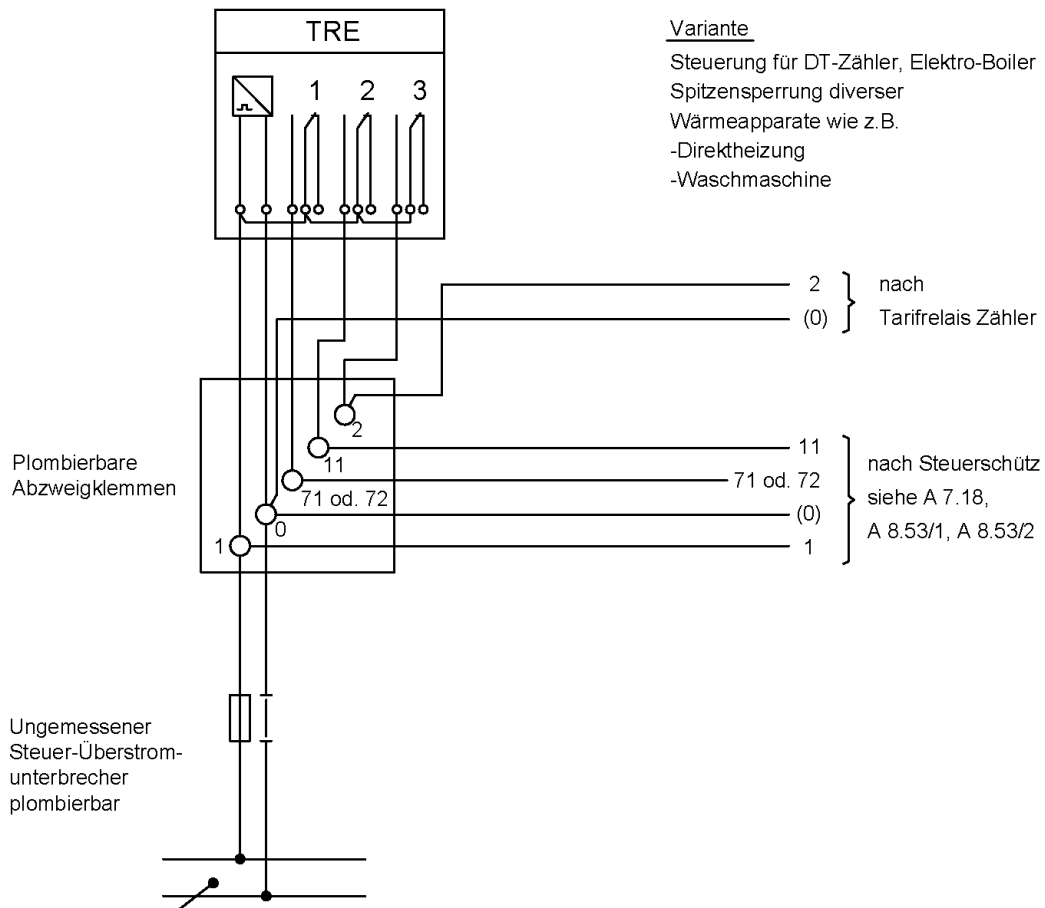 TRE
1 2 3
Variante
Steuerung für DT-Zähler, Elektro-Boiler
Spitzensperrung diverser
Wärmeapparate wie z.B.
-Direktheizung
-Waschmaschine
2 nach
(0) Tarifrelais Zähler
2
11
71 od. 72
0
1
Plombierbare
Abzweigklemmen
11
71 od. 72
(0)
1
nach Steuerschütz
siehe A 7.18,
A 8.53/1, A 8.53/2
Ungemessener
Steuer-Überstrom-
unterbrecher
plombierbar